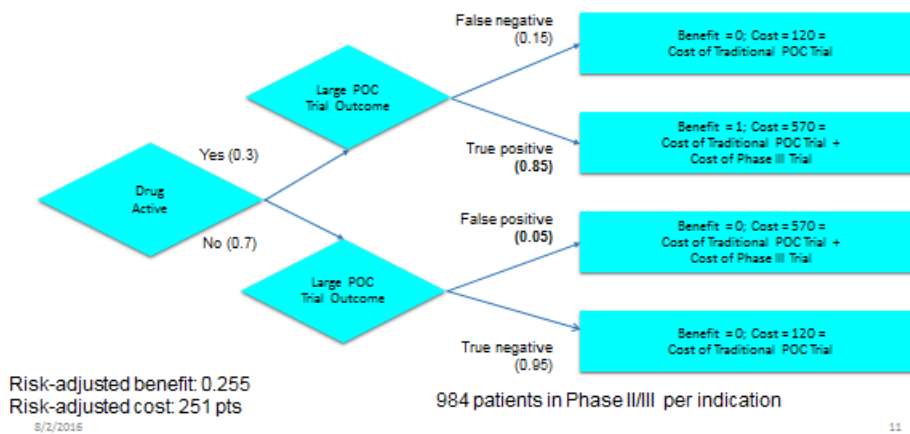 False negative
(0.15)
Benefit = 0; Cost = 120 =
Cost of Traditional POC Trial
Large POC
Trial Outcome
True positive
(0.85)
Benefit = 1; Cost = 570 =
Cost of Traditional POC Trial +
Cost of Phase III Trial
Yes (0.3)
Drug
Active
No (0.7)
False positive
(0.05)
Benefit = 0; Cost = 570 =
Cost of Traditional POC Trial +
Cost of Phase III Trial
Large POC
Trial Outcome
True negative
(0.95)
Benefit = 0; Cost = 120 =
Cost of Traditional POC Trial
Risk-adjusted benefit: 0.255
Risk-adjusted cost: 251 pts
984 patients in Phase II/III per indication
8/2/2016
11